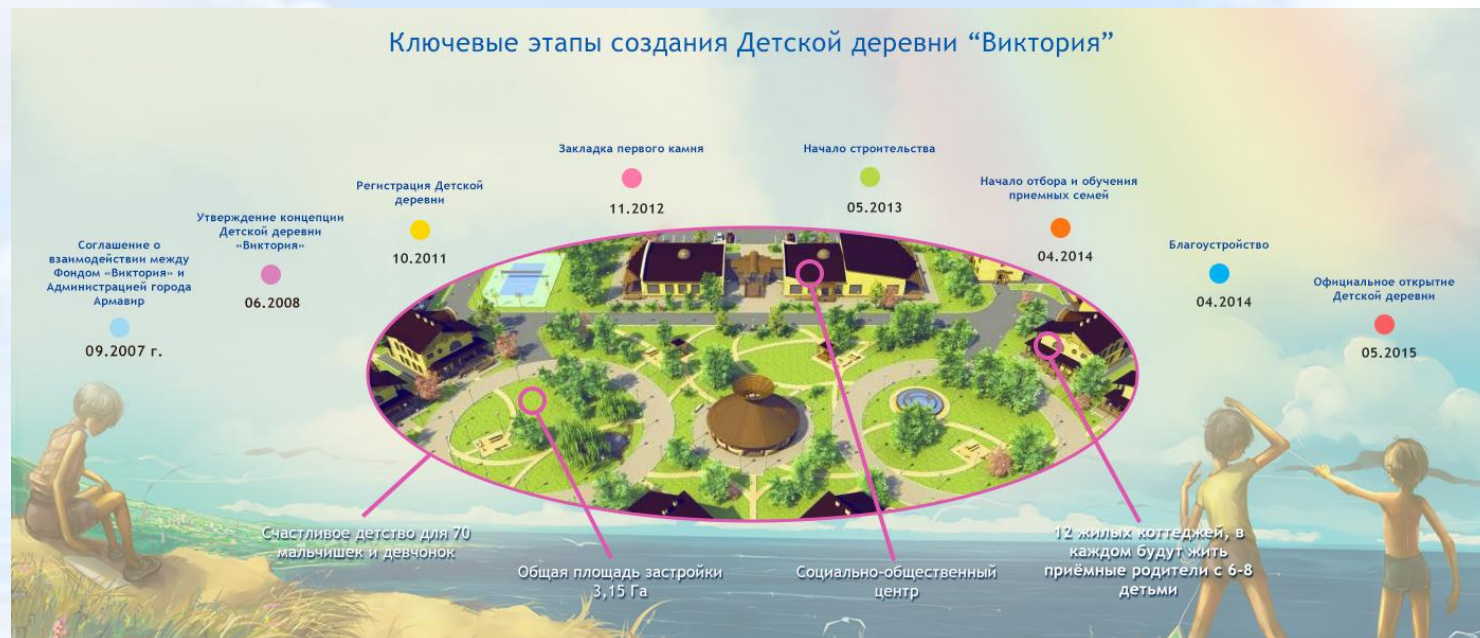 Ключевые этапы создания Детской деревни “Виктория”
Соглашение о
взаимодействии между
Фондом «Виктория» и
Администрацией города
Армавир
09.2007 г.
Утверждение концепции
Детской деревни
«Виктория»
06.2008
Регистрация Детской
деревни
10.2011
Закладка первого камня
11.2012
Начало строительства
05.2013
Начало отбора и обучения
приемных семей
04.2014
Благоустройство
04.2014
Официальное открытие
Детской деревни
05.2015
Счастливое детство для 70
мальчишек и девчонок
Общая площадь застройки
3,15 Га
Социально-общественный
центр
12 жилых коттеджей, в
каждом будут жить
приёмные родители с 6-8
детьми